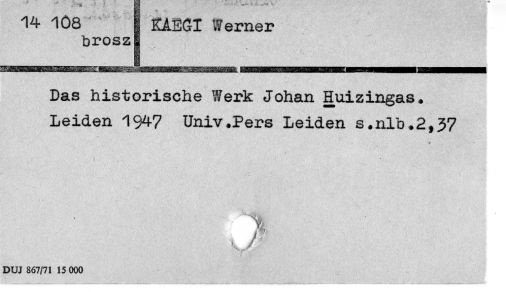 14 108 KAEGI Werner
brosz.
Das historische Werk Johan Huizingas.
Leiden 1947 Univ.Pers Leiden s.nlb.2,37
DUJ 867/71 15 000